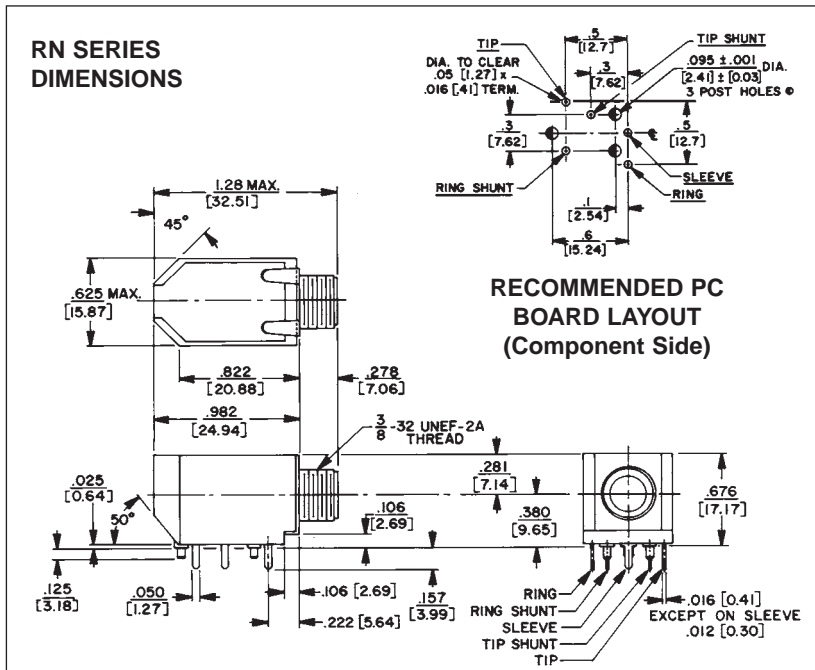 RN SERIES
DIMENSIONS
TIP
.5
[12.7]
TIP SHUNT
DIA. TO CLEAR
.05 [1.27] x
.016 [.41] TERM.
.3
[7.62]
.095 ±.001 DIA.
[2.41] ± [0.03]
3 POST HOLES
.3
[7.62]
.5
[12.7]
SLEEVE
RING SHUNT
RING
.1
[2.54]
.6
[15.24]
1.28 MAX.
[32.51]
45°
.625 MAX.
[15.87]
RECOMMENDED PC
BOARD LAYOUT
(Component Side)
.822
[20.88]
.278
[7.06]
.982
[24.94]
3/8-32 UNEF-2A
THREAD
.281
[7.14]
.025
[0.64]
.676
[17.17]
.380
[9.65]
50°
.106
[2.69]
.125
[3.18]
.050
[1.27]
.106 [2.69]
.157
[3.99]
.222 [5.64]
RING
RING SHUNT
SLEEVE
TIP SHUNT
TIP
.016 [0.41]
EXCEPT ON SLEEVE
.012 [0.30]